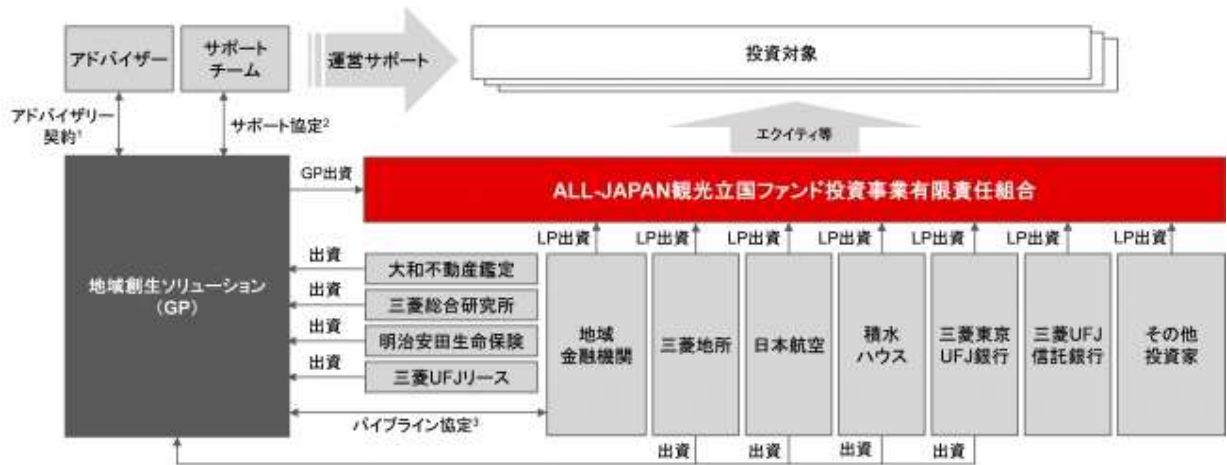 アドバイザー
サポート
チーム
運営サポート
投資対象
アドバイザリー
契約¹
サポート協定²
エクイティ等
GP出資
ALL-JAPAN観光立国ファンド投資事業有限責任組合
LP出資
LP出資
LP出資
LP出資
LP出資
LP出資
LP出資
地域創生ソリューション
(GP)
出資
大和不動産鑑定
出資
三菱総合研究所
出資
明治安田生命保険
出資
三菱UFJリース
地域
金融機関
三菱地所
日本航空
積水
ハウス
三菱東京
UFJ銀行
三菱UFJ
信託銀行
その他
投資家
パイプライン協定³
出資
出資
出資
出資